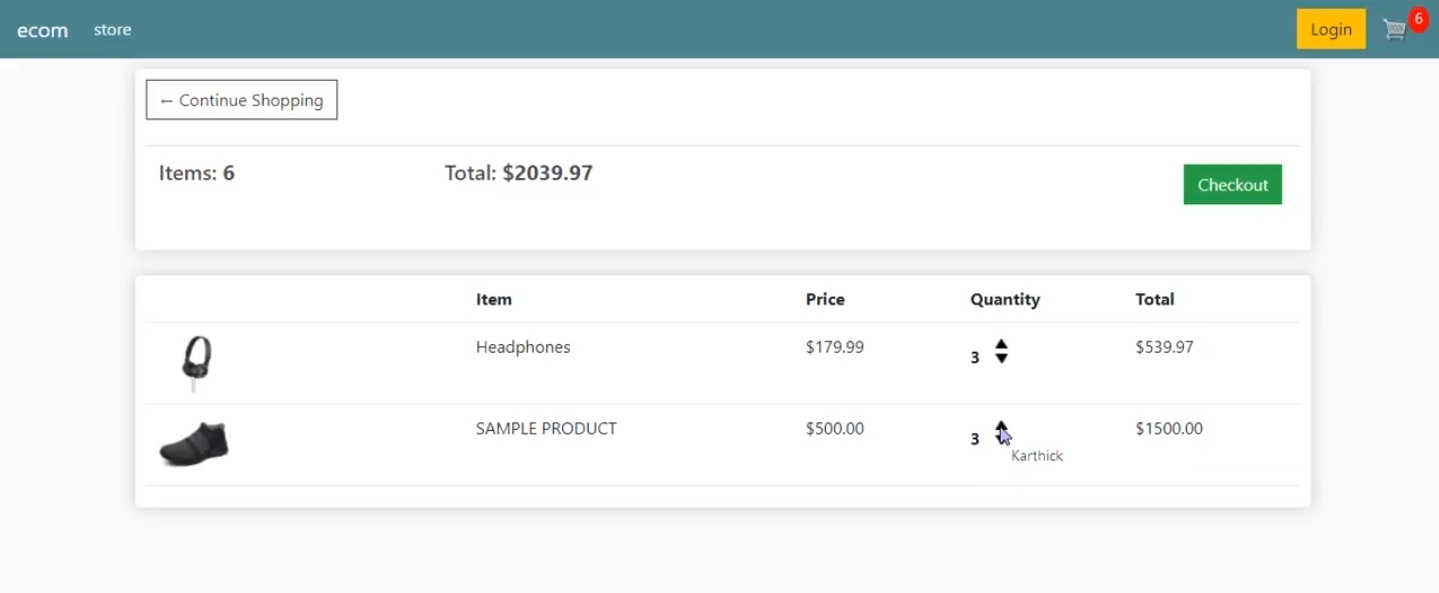 ecom store Login 6
← Continue Shopping
Items: 6 Total: $2039.97
Checkout
Item Price Quantity Total
Headphones $179.99 3 $539.97
SAMPLE PRODUCT $500.00 3 $1500.00
Karthick